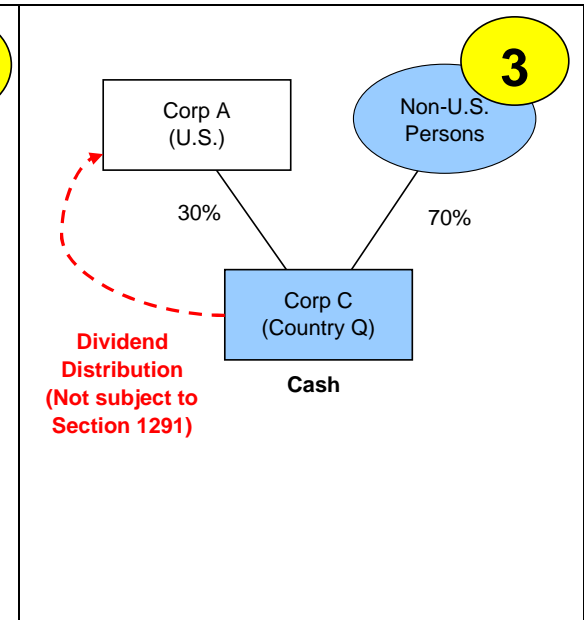 3
Corp A
(U.S.)
Non-U.S.
Persons
30%
70%
Corp C
(Country Q)
Dividend
Distribution
(Not subject to
Section 1291)
Cash